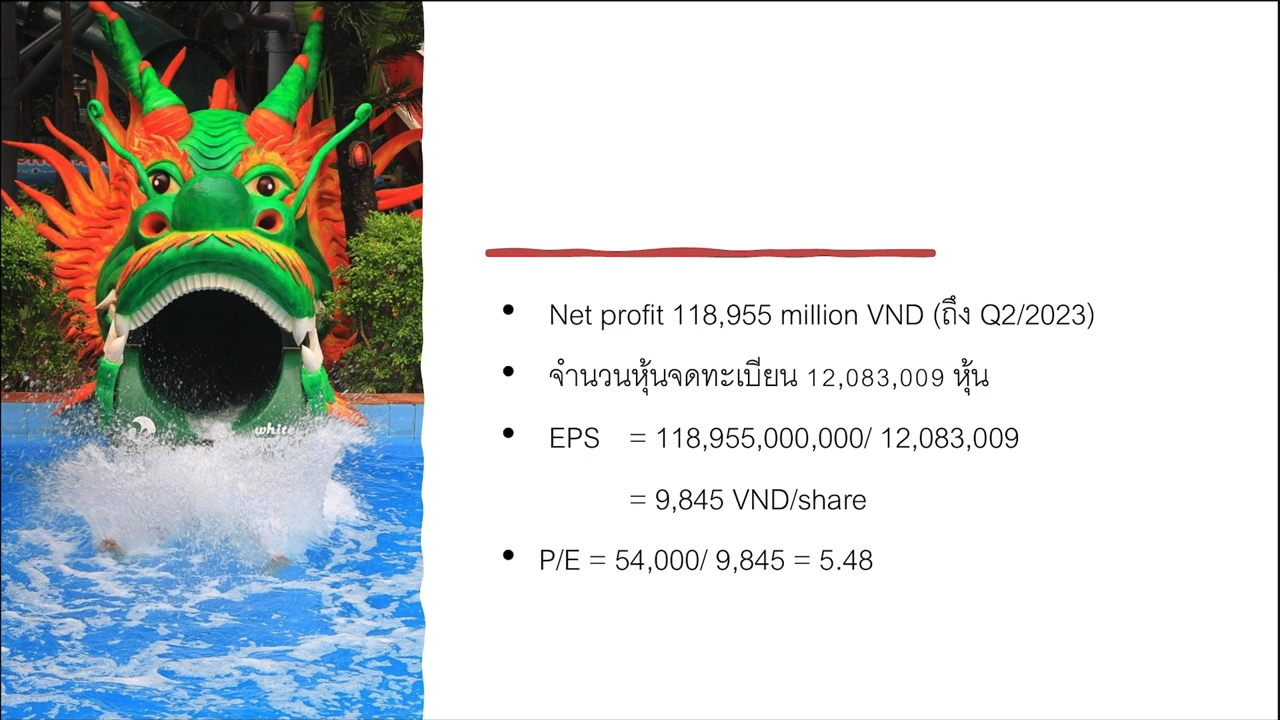 white
Net profit 118,955 million VND (ถึง Q2/2023)
จำนวนหุ้นจดทะเบียน 12,083,009 หุ้น
EPS = 118,955,000,000/ 12,083,009
= 9,845 VND/share
P/E = 54,000/ 9,845 = 5.48